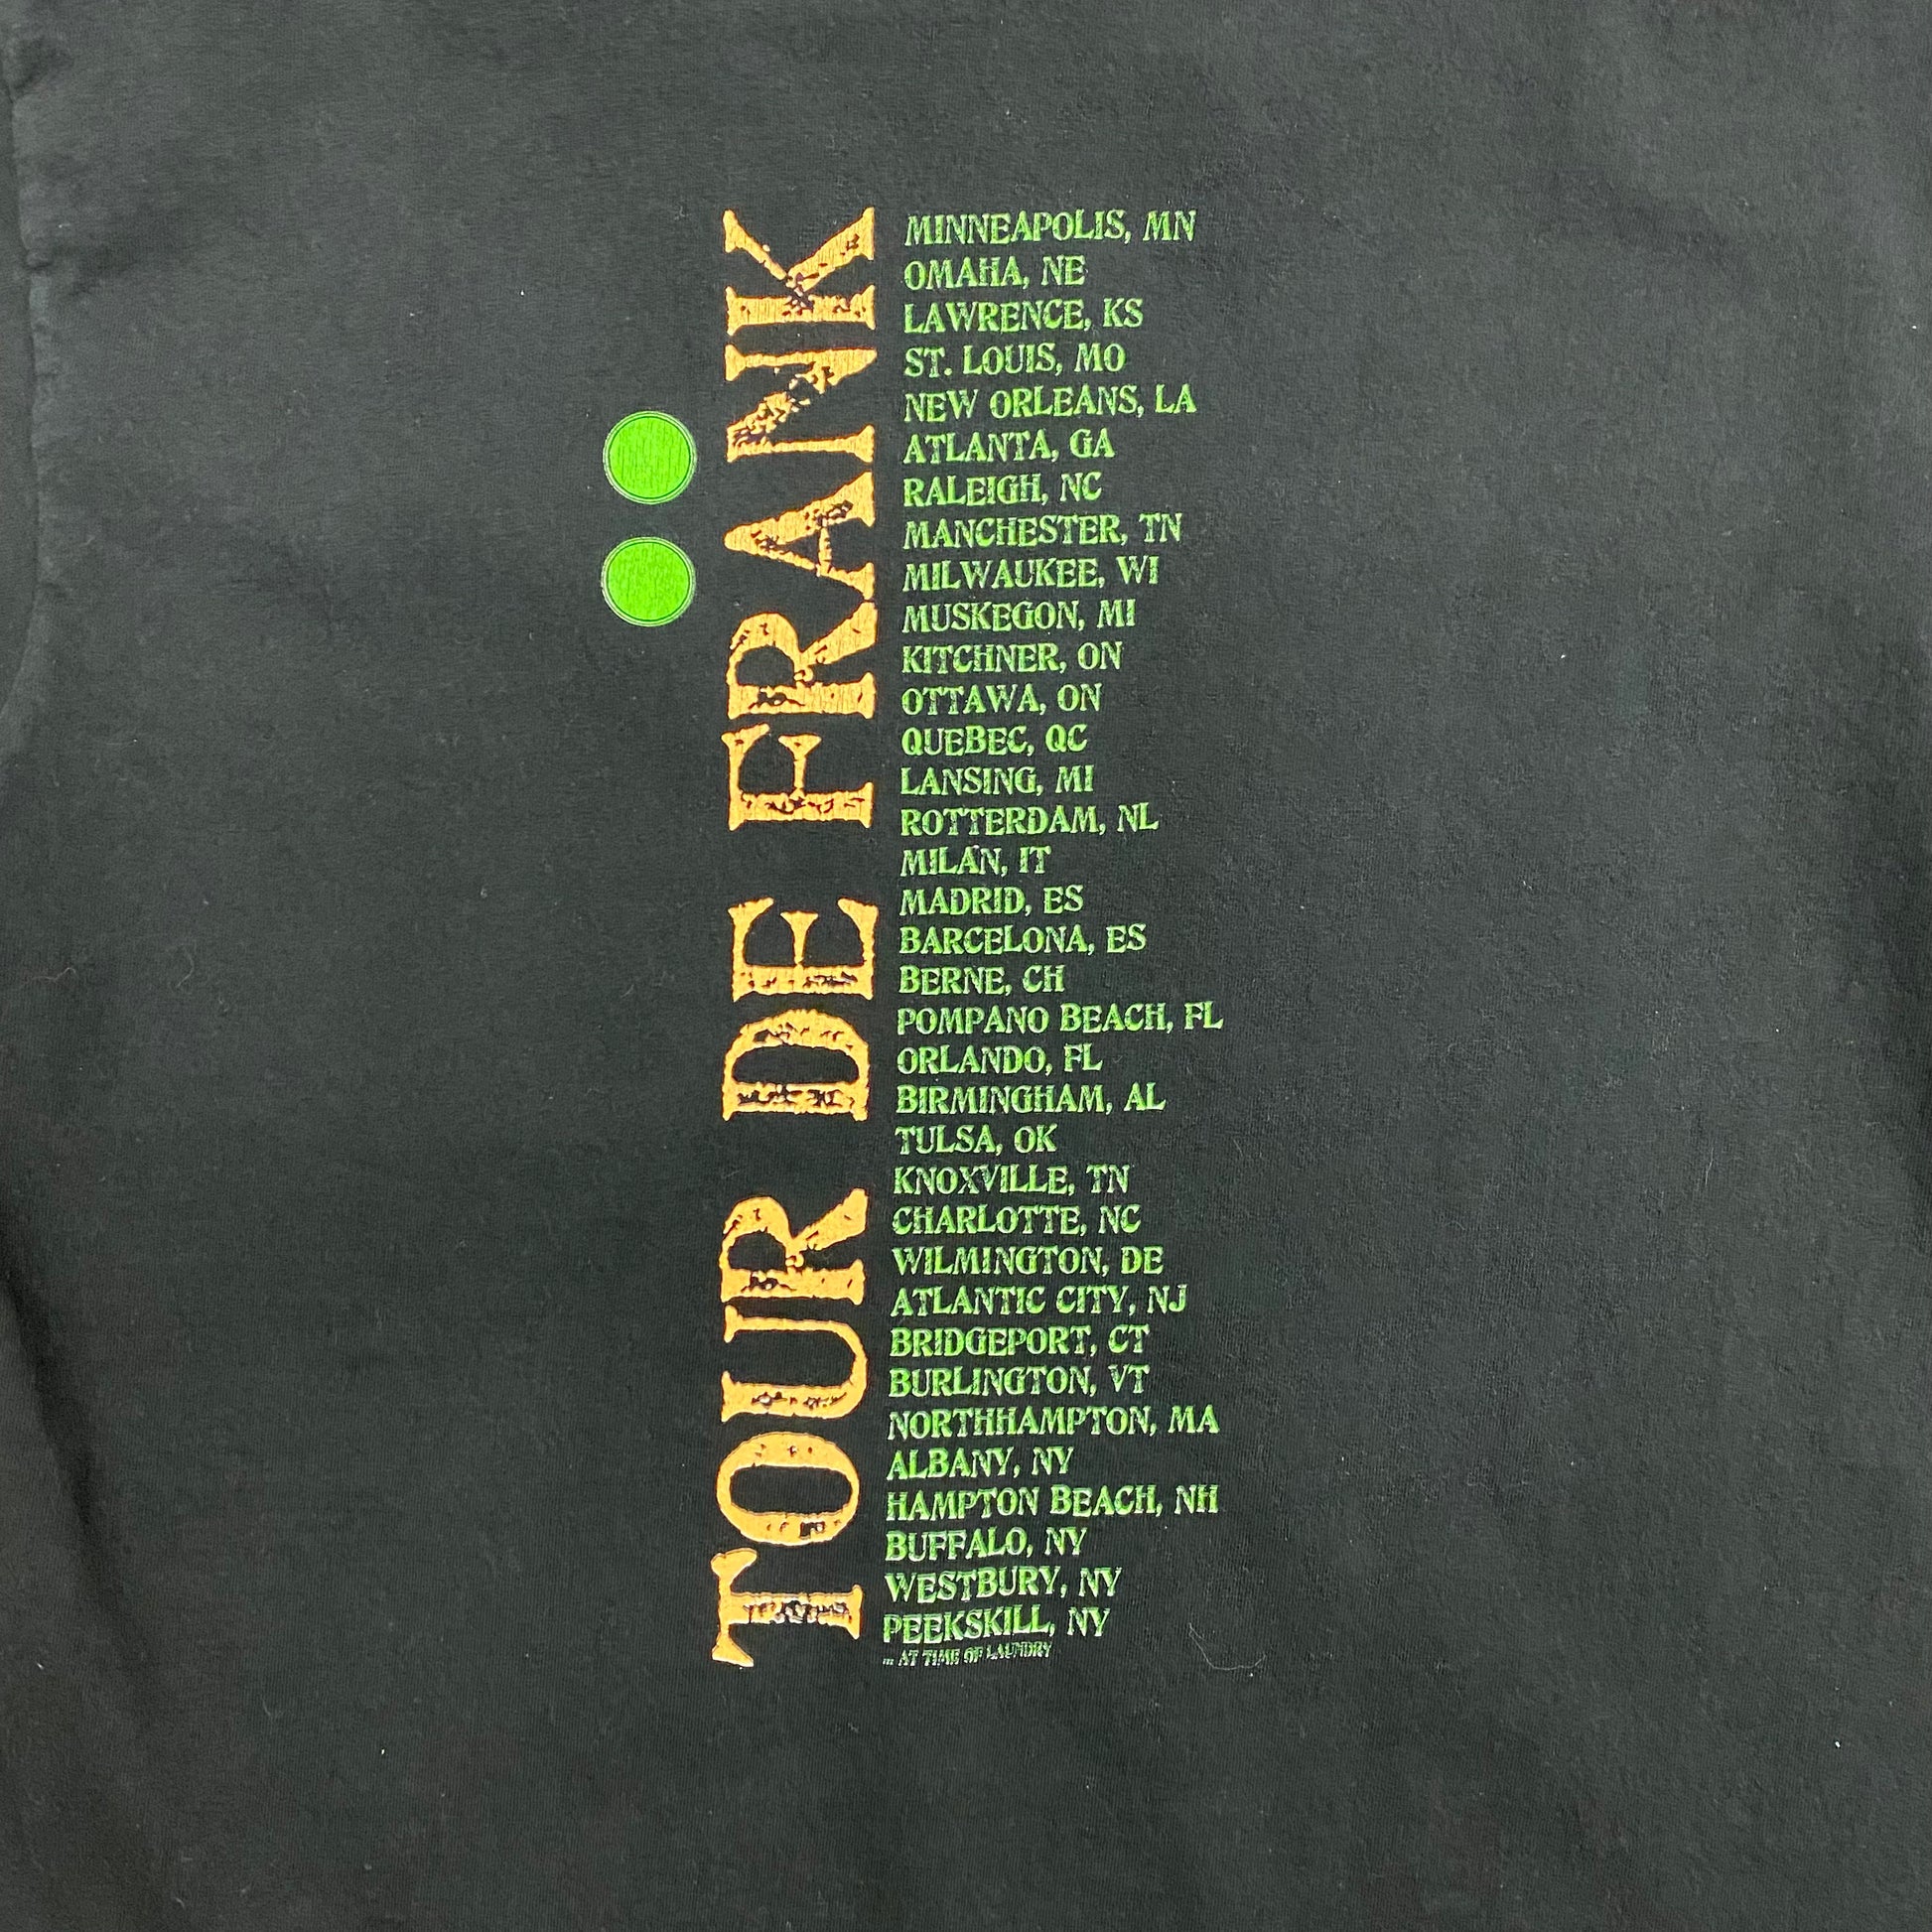 TOUR DE FRANK
MINNEAPOLIS, MN
OMAHA, NE
LAWRENCE, KS
ST. LOUIS, MO
NEW ORLEANS, LA
ATLANTA, GA
RALEIGH, NC
MANCHESTER, TN
MILWAUKEE, WI
MUSKEGON, MI
KITCHNER, ON
OTTAWA, ON
QUEBEC, QC
LANSING, MI
ROTTERDAM, NL
MILAN, IT
MADRID, ES
BARCELONA, ES
BERNE, CH
POMPANO BEACH, FL
ORLANDO, FL
BIRMINGHAM, AL
TULSA, OK
KNOXVILLE, TN
CHARLOTTE, NC
WILMINGTON, DE
ATLANTIC CITY, NJ
BRIDGEPORT, CT
BURLINGTON, VT
NORTHHAMPTON, MA
ALBANY, NY
HAMPTON BEACH, NH
BUFFALO, NY
WESTBURY, NY
PEEKSKILL, NY
... AT TIME OF LAUNDRY